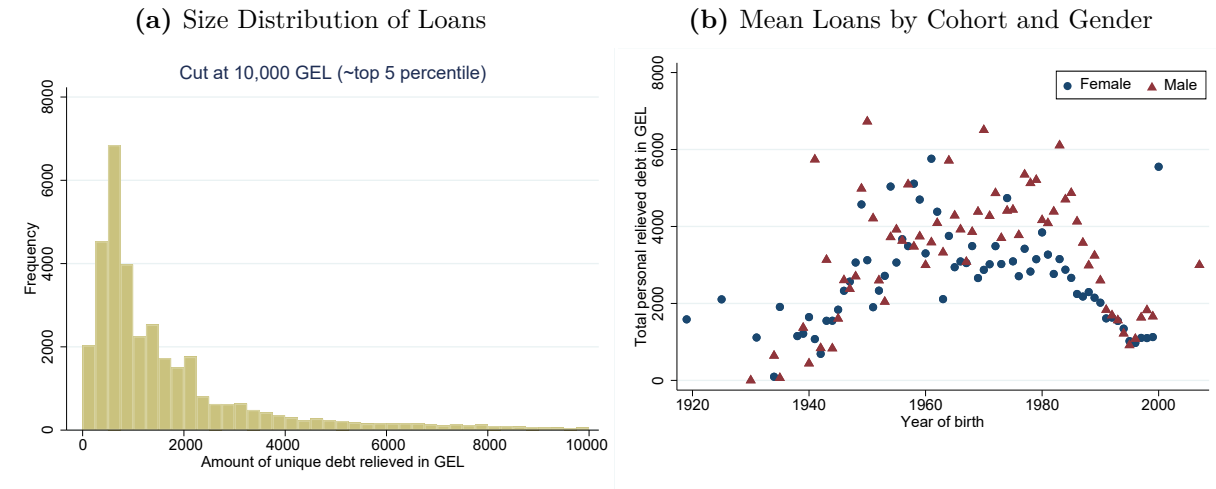 (a) Size Distribution of Loans
Cut at 10,000 GEL (~top 5 percentile)
Frequency
8000
6000
4000
2000
0
0 2000 4000 6000 8000 10000
Amount of unique debt relieved in GEL
(b) Mean Loans by Cohort and Gender
Female Male
Total personal relieved debt in GEL
8000
6000
4000
2000
0
1920 1940 1960 1980 2000
Year of birth